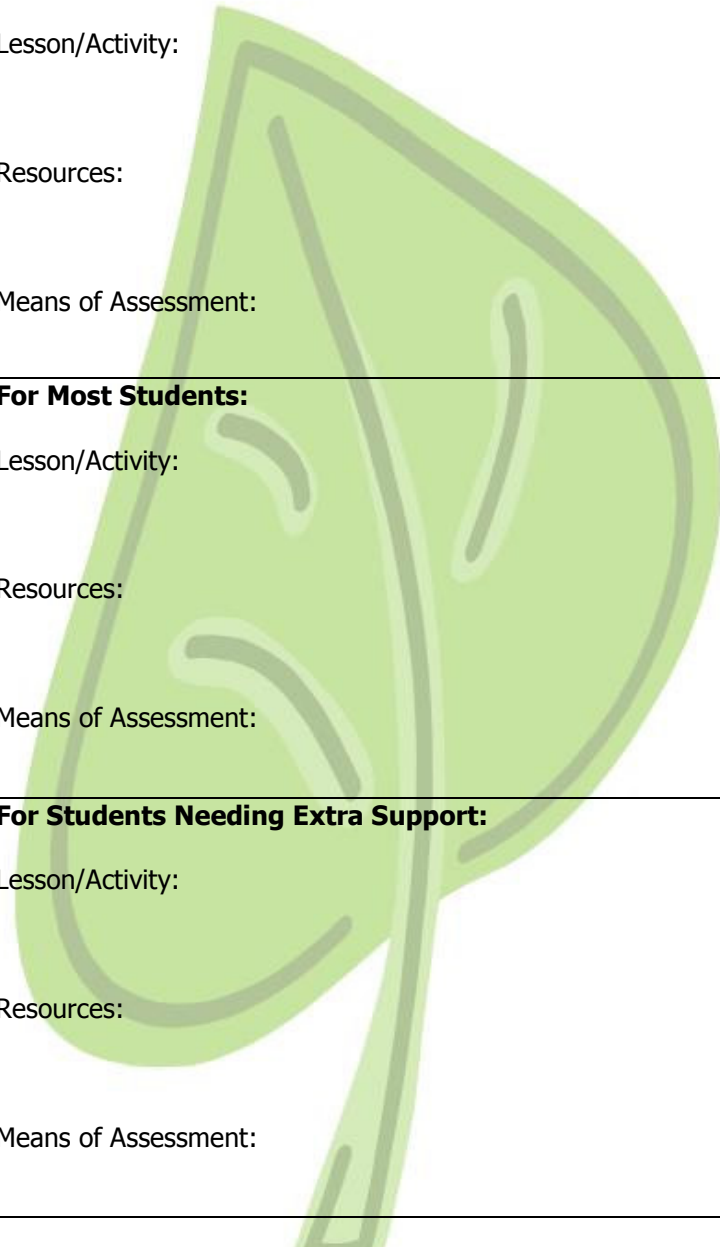 Lesson/Activity:
Resources:
Means of Assessment:
For Most Students:
Lesson/Activity:
Resources:
Means of Assessment:
For Students Needing Extra Support:
Lesson/Activity:
Resources:
Means of Assessment: